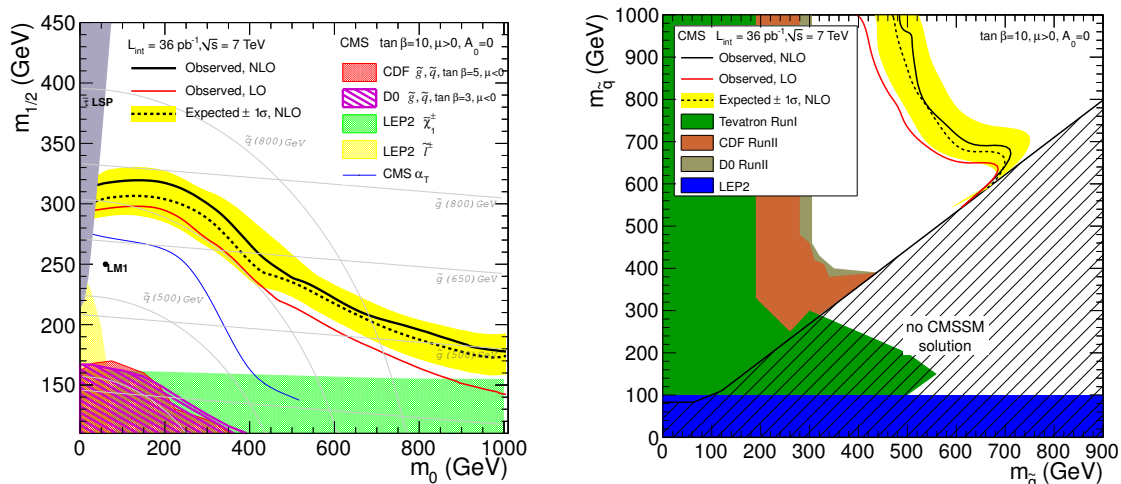 m1/2 (GeV)
450
400
350
300
250
200
150
0 200 400 600 800 1000
m0 (GeV)
Lint = 36 pb-1, √s = 7 TeV
Observed, NLO
Observed, LO
Expected ± 1σ, NLO
CMS tan β=10, μ>0, A0=0
CDF g̃, q̃, tan β=5, μ<0
D0 g̃, q̃, tan β=3, μ<0
LEP2 χ̃1±
LEP2 l̃±
CMS αT
LSP
LM1
q̃ (800) GeV
g̃ (800) GeV
g̃ (650) GeV
q̃ (500) GeV
g̃ (500) GeV
mq̃ (GeV)
1000
900
800
700
600
500
400
300
200
100
0
0 100 200 300 400 500 600 700 800 900
mg̃ (GeV)
CMS Lint = 36 pb-1, √s = 7 TeV
Observed, NLO
Observed, LO
Expected ± 1σ, NLO
Tevatron RunI
CDF RunII
D0 RunII
LEP2
tan β=10, μ>0, A0=0
no CMSSM
solution